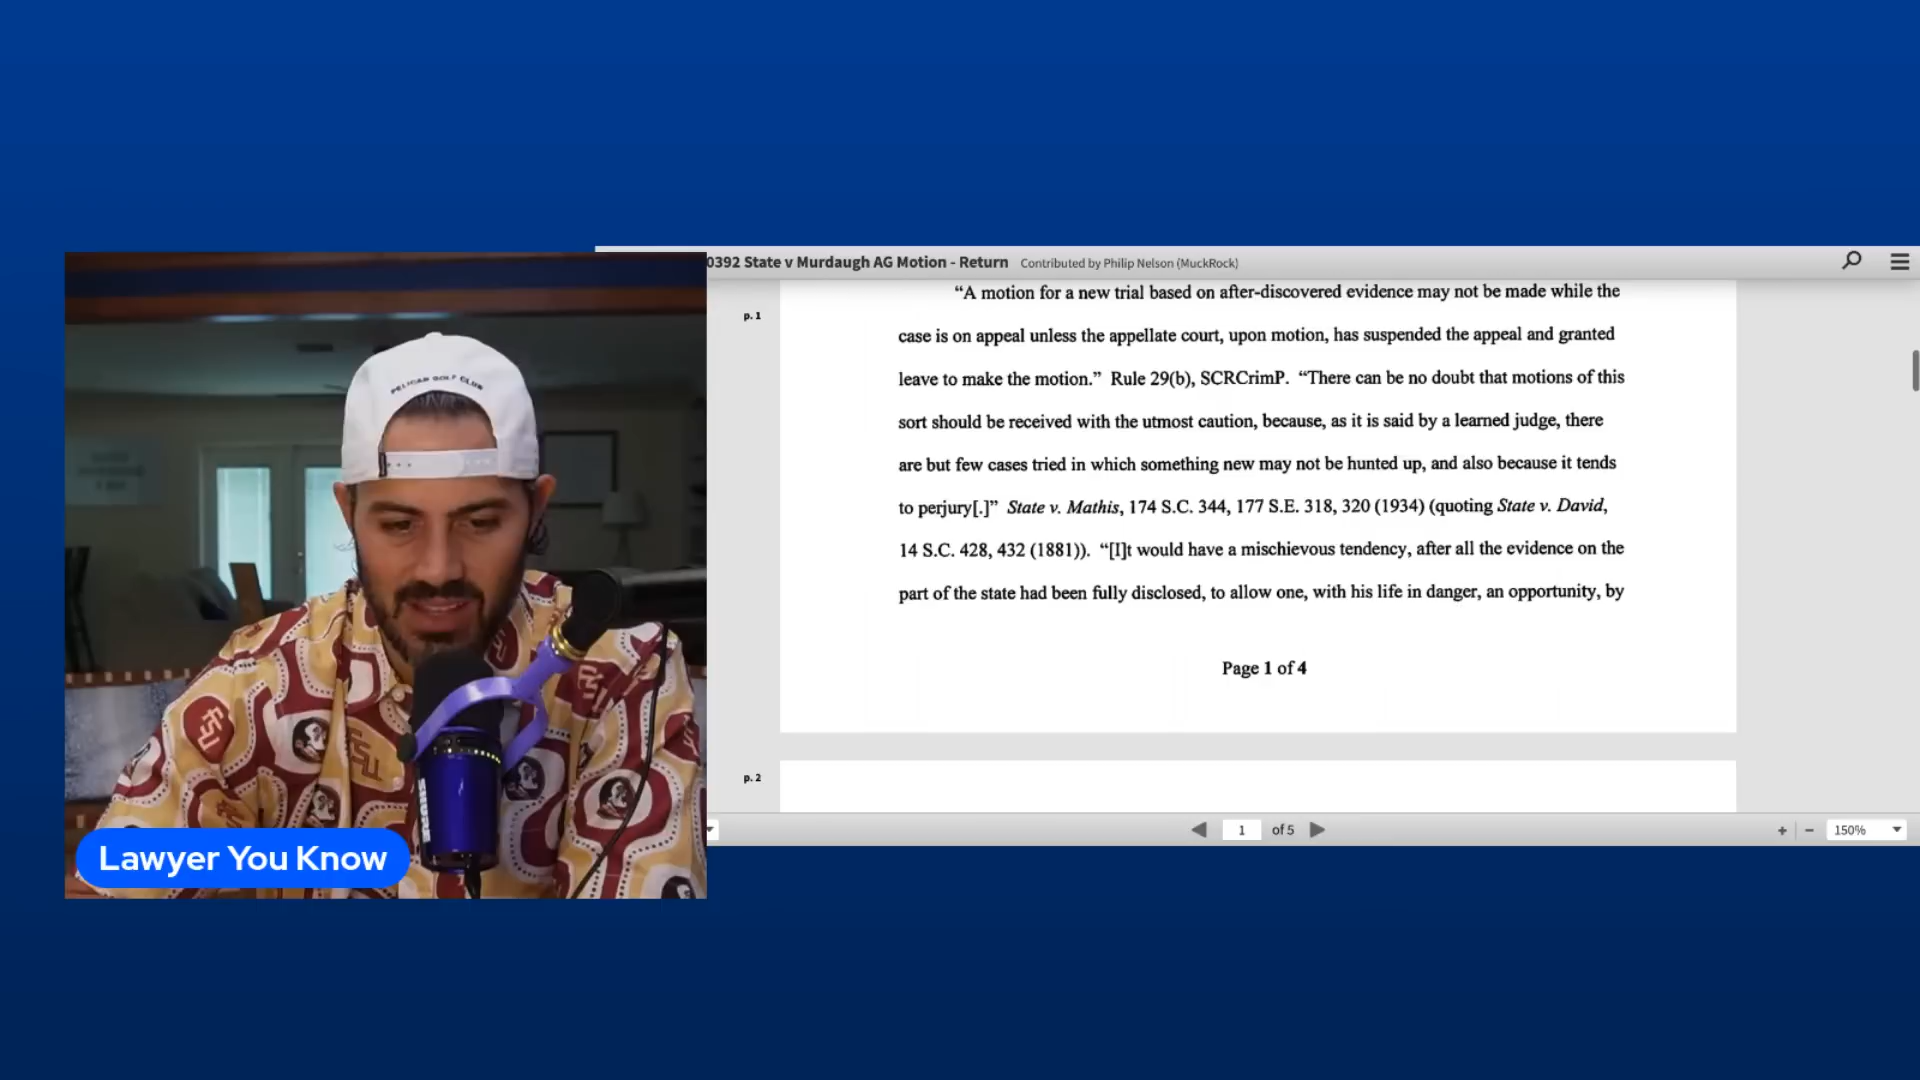 0392 State v Murdaugh AG Motion - Return Contributed by Philip Nelson (MuckRock)
p. 1
“A motion for a new trial based on after-discovered evidence may not be made while the
case is on appeal unless the appellate court, upon motion, has suspended the appeal and granted
leave to make the motion.” Rule 29(b), SCRCrimP. “There can be no doubt that motions of this
sort should be received with the utmost caution, because, as it is said by a learned judge, there
are but few cases tried in which something new may not be hunted up, and also because it tends
to perjury[.]” State v. Mathis, 174 S.C. 344, 177 S.E. 318, 320 (1934) (quoting State v. David,
14 S.C. 428, 432 (1881)). “[I]t would have a mischievous tendency, after all the evidence on the
part of the state had been fully disclosed, to allow one, with his life in danger, an opportunity, by
Page 1 of 4
p. 2
1 of 5
+ − 150%
PELICAN GOLF CLUB
FSU
FSU
Lawyer You Know